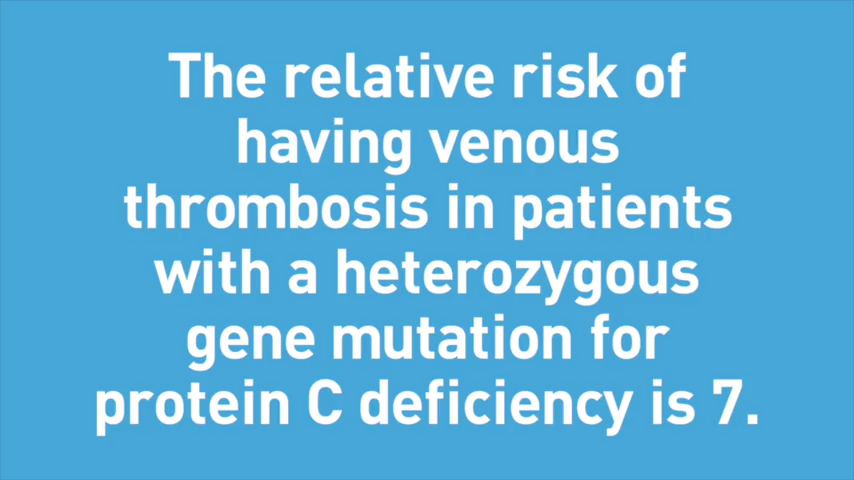 The relative risk of
having venous
thrombosis in patients
with a heterozygous
gene mutation for
protein C deficiency is 7.